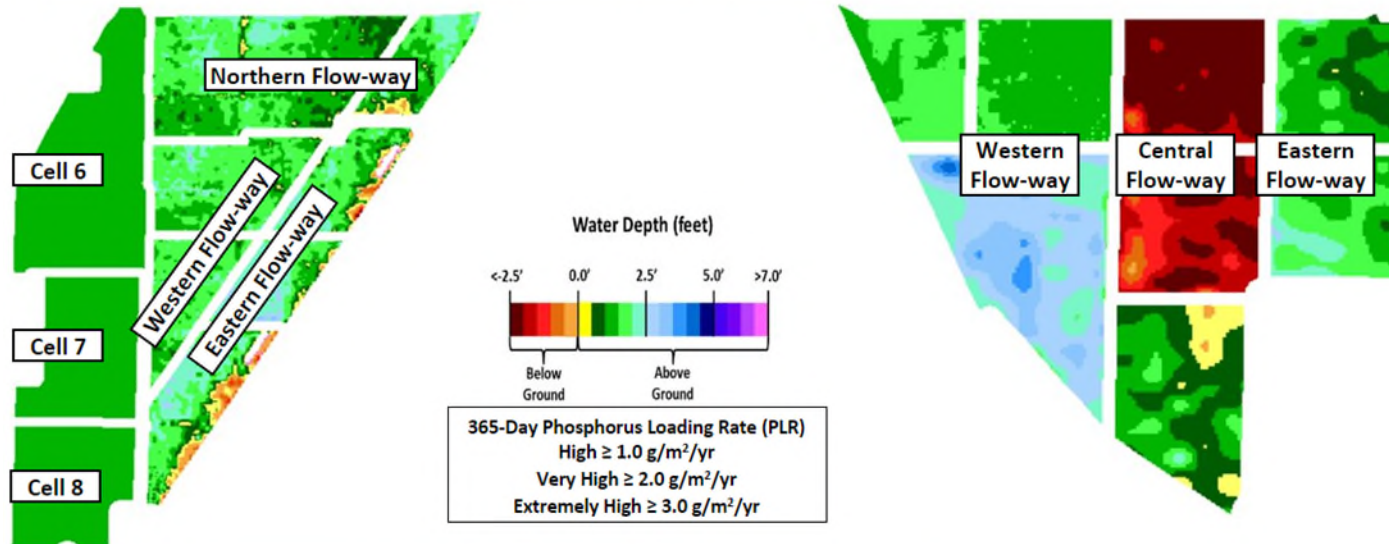 Northern Flow-way
Cell 6
Western Flow-way
Eastern Flow-way
Cell 7
Cell 8
Water Depth (feet)
<-2.5' 0.0' 2.5' 5.0' >7.0'
Below
Ground
Above
Ground
365-Day Phosphorus Loading Rate (PLR)
High ≥ 1.0 g/m²/yr
Very High ≥ 2.0 g/m²/yr
Extremely High ≥ 3.0 g/m²/yr
Western
Flow-way
Central
Flow-way
Eastern
Flow-way